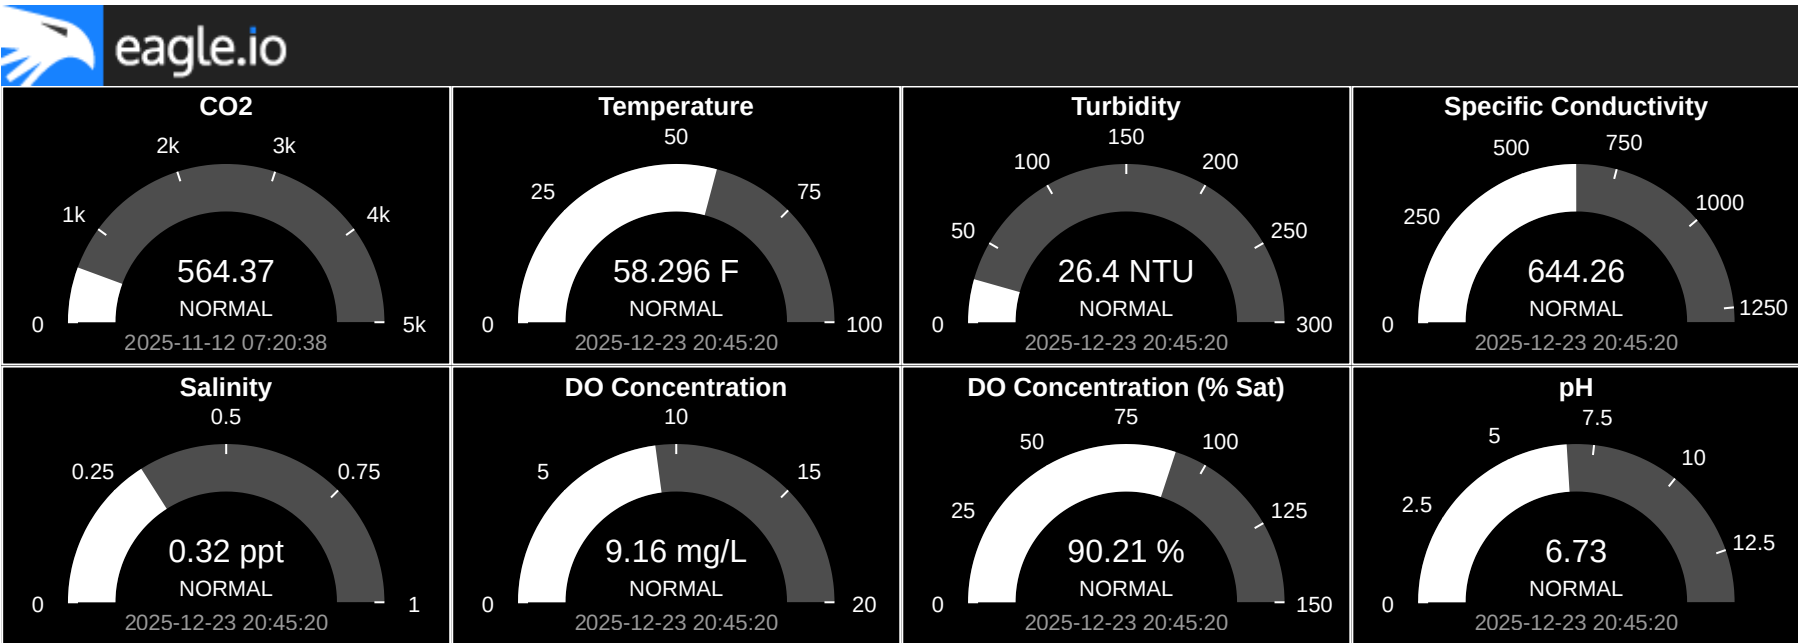 eagle.io
CO2
0
1k
2k
3k
4k
5k
564.37
NORMAL
2025-11-12 07:20:38
Temperature
0
25
50
75
100
58.296 F
NORMAL
2025-12-23 20:45:20
Turbidity
0
50
100
150
200
250
300
26.4 NTU
NORMAL
2025-12-23 20:45:20
Specific Conductivity
0
250
500
750
1000
1250
644.26
NORMAL
2025-12-23 20:45:20
Salinity
0
0.25
0.5
0.75
1
0.32 ppt
NORMAL
2025-12-23 20:45:20
DO Concentration
0
5
10
15
20
9.16 mg/L
NORMAL
2025-12-23 20:45:20
DO Concentration (% Sat)
0
25
50
75
100
125
150
90.21 %
NORMAL
2025-12-23 20:45:20
pH
0
2.5
5
7.5
10
12.5
6.73
NORMAL
2025-12-23 20:45:20